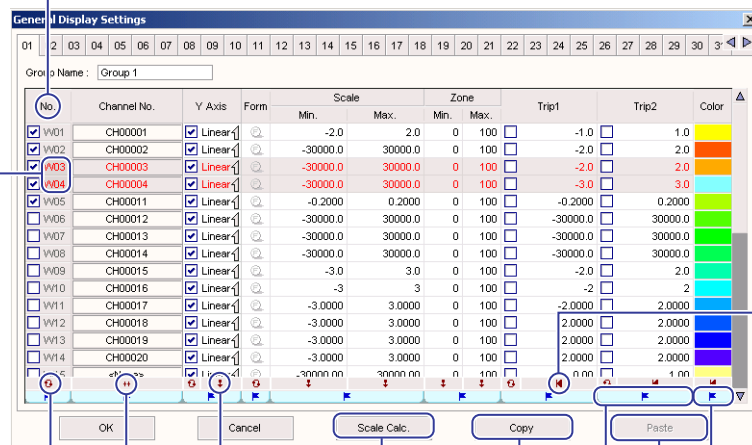 General Display Settings
01 02 03 04 05 06 07 08 09 10 11 12 13 14 15 16 17 18 19 20 21 22 23 24 25 26 27 28 29 30
Group Name : Group 1
No. Channel No. Y Axis Form Scale Zone Trip1 Trip2 Color
Min. Max. Min. Max.
W01 CH00001 Linear -2.0 2.0 0 100 -1.0 1.0
W02 CH00002 Linear -30000.0 30000.0 0 100 -2.0 2.0
W03 CH00003 Linear -30000.0 30000.0 0 100 -2.0 2.0
W04 CH00004 Linear -30000.0 30000.0 0 100 -3.0 3.0
W05 CH00011 Linear -0.2000 0.2000 0 100 -0.2000 0.2000
W06 CH00012 Linear -30000.0 30000.0 0 100 -30000.0 30000.0
W07 CH00013 Linear -30000.0 30000.0 0 100 -30000.0 30000.0
W08 CH00014 Linear -30000.0 30000.0 0 100 -30000.0 30000.0
W09 CH00015 Linear -3.0 3.0 0 100 -2.0 2.0
W10 CH00016 Linear -3 3 0 100 -2 2
W11 CH00017 Linear -3.0000 3.0000 0 100 -2.0000 2.0000
W12 CH00018 Linear -3.0000 3.0000 0 100 2.0000 2.0000
W13 CH00019 Linear -3.0000 3.0000 0 100 2.0000 2.0000
W14 CH00020 Linear -3.0000 3.0000 0 100 2.0000 2.0000
Linear -30000.00 30000.00 0 100 0.00 1.00
OK Cancel Scale Calc. Copy Paste